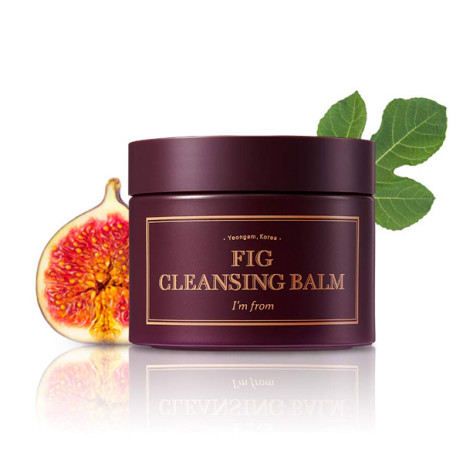 - Yeongam, Korea -
FIG
CLEANSING BALM
I'm from